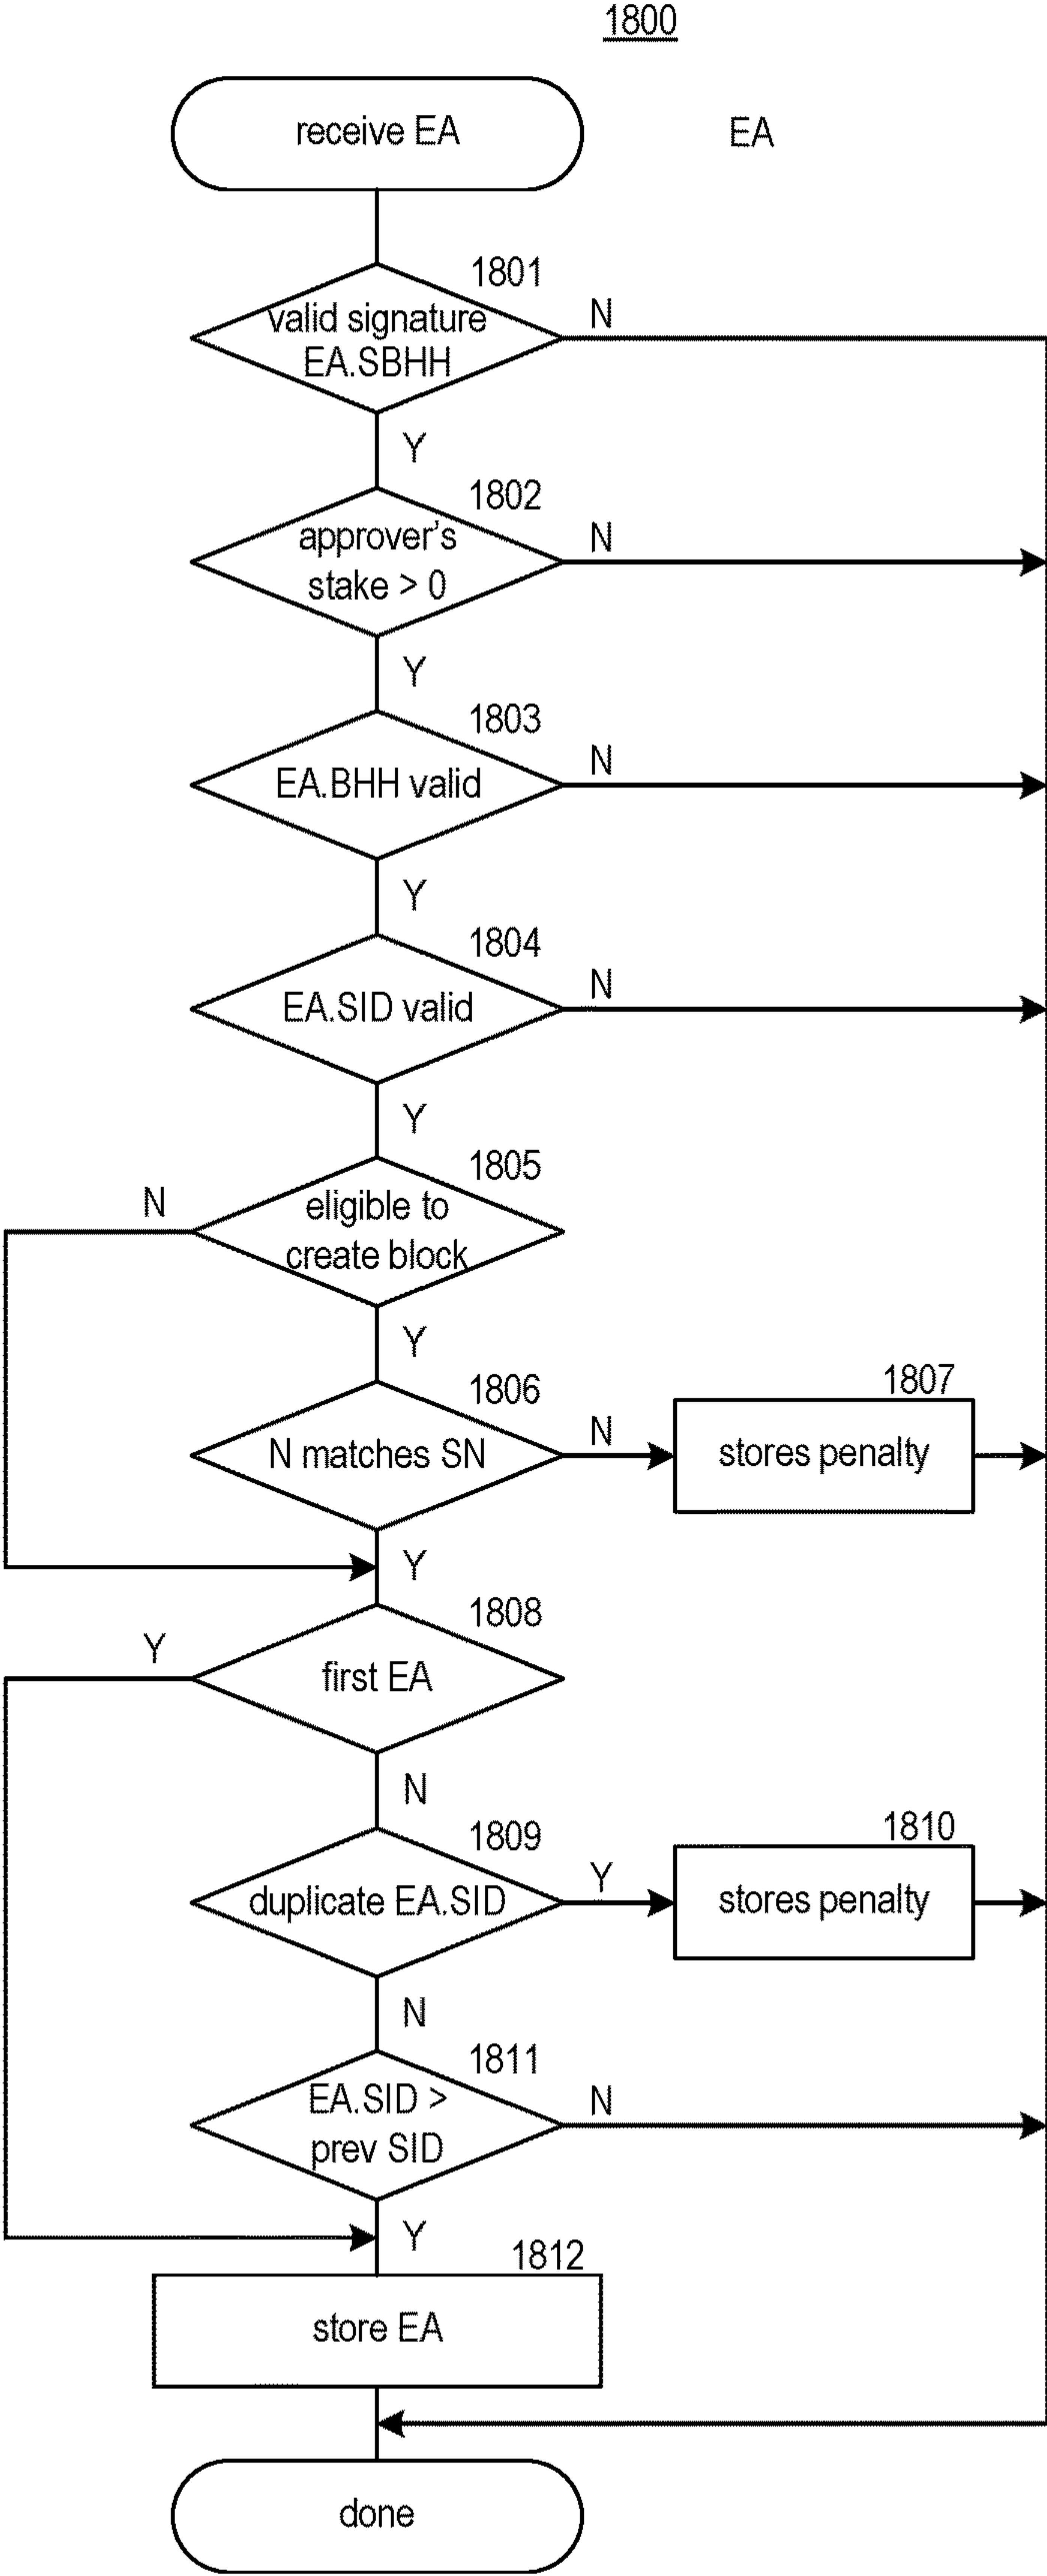 1800
receive EA
EA
1801
valid signature
EA.SBHH
N
Y
1802
approver's
stake > 0
N
Y
1803
EA.BHH valid
N
Y
1804
EA.SID valid
N
Y
1805
N
eligible to
create block
Y
1806
N matches SN
N
1807
stores penalty
Y
1808
Y
first EA
N
1809
duplicate EA.SID
Y
1810
stores penalty
N
1811
EA.SID >
prev SID
N
Y
1812
store EA
done